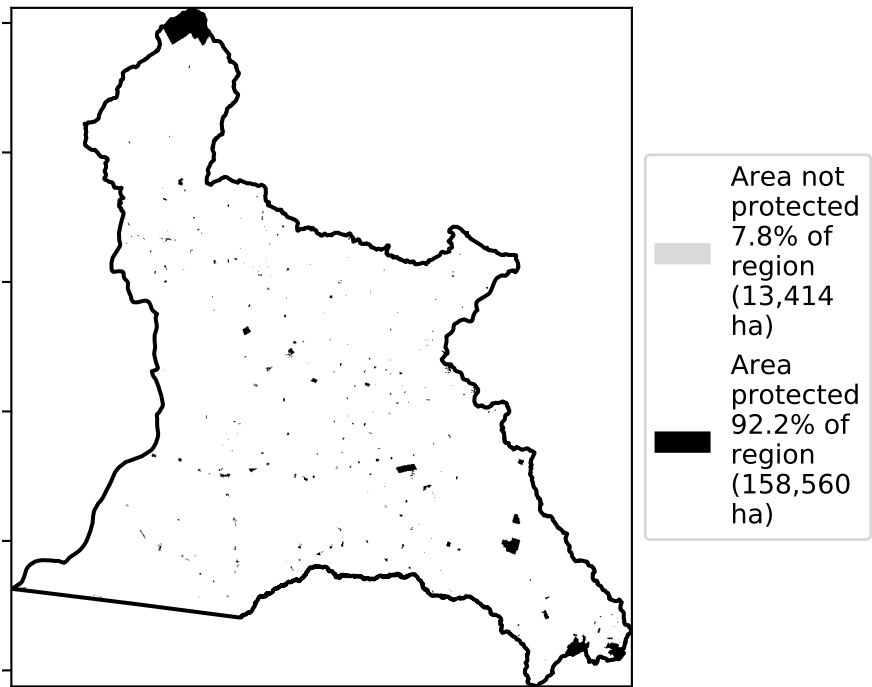 Area not
protected
7.8% of
region
(13,414
ha)
Area
protected
92.2% of
region
(158,560
ha)